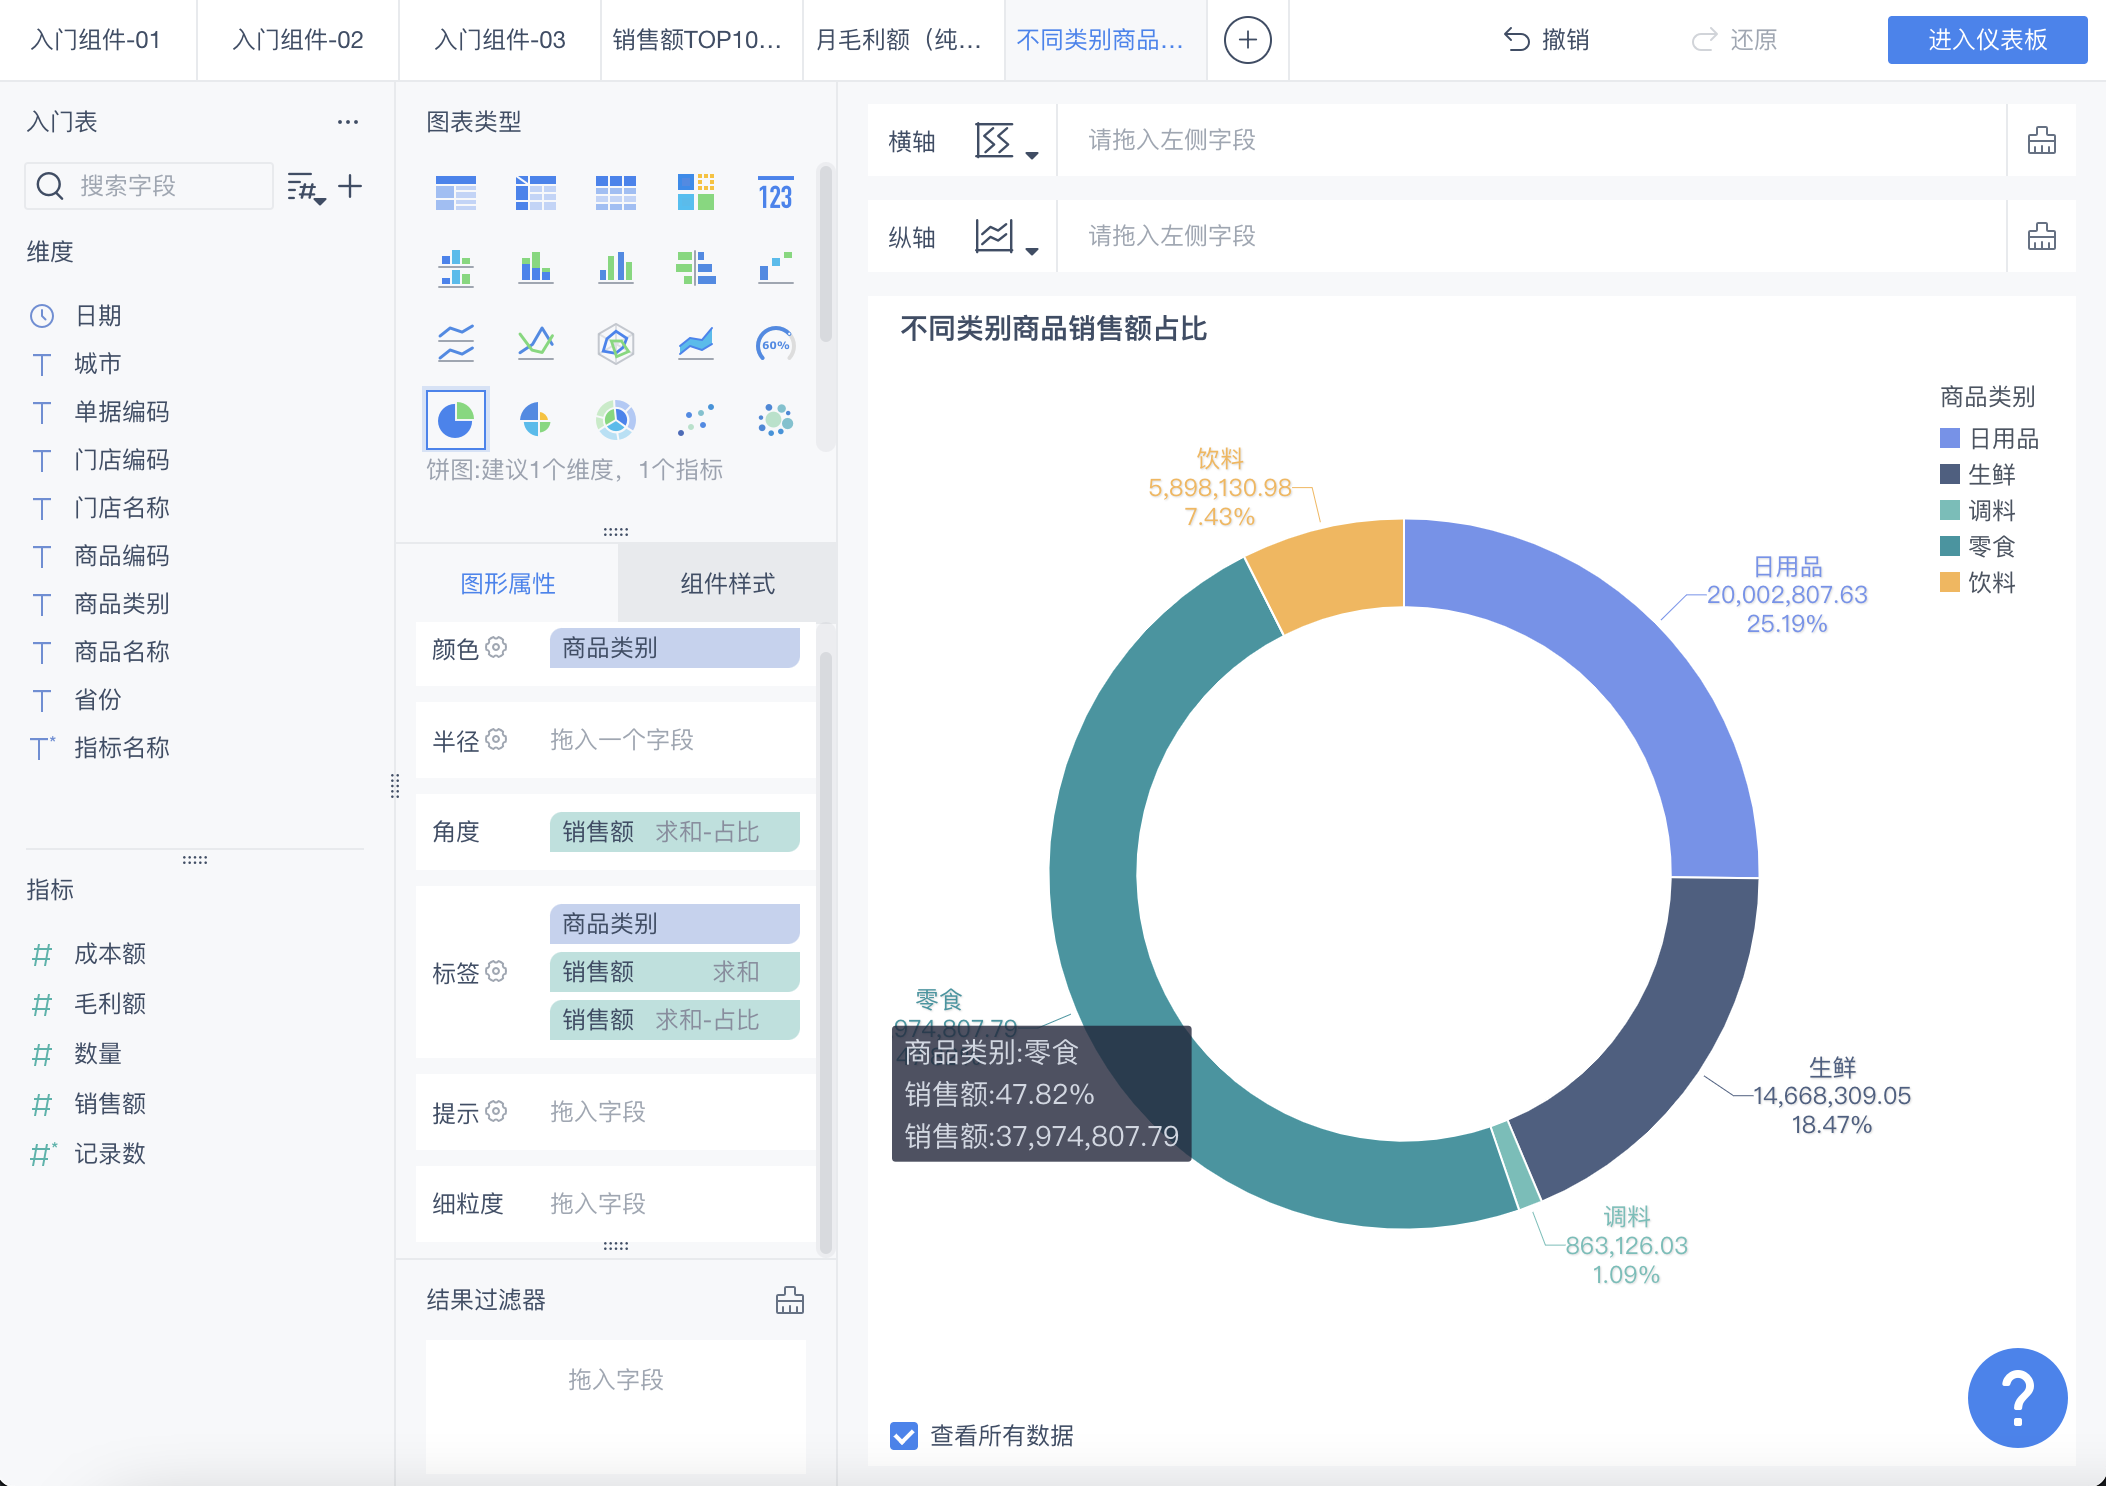 入门组件-01
入门组件-02
入门组件-03
销售额TOP10...
月毛利额（纯...
不同类别商品...
撤销
还原
进入仪表板
入门表
搜索字段
维度
日期
城市
单据编码
门店编码
门店名称
商品编码
商品类别
商品名称
省份
指标名称
指标
成本额
毛利额
数量
销售额
记录数
图表类型
123
60%
饼图:建议1个维度，1个指标
图形属性
组件样式
颜色
商品类别
半径
拖入一个字段
角度
销售额 求和-占比
标签
商品类别
销售额 求和
销售额 求和-占比
提示
拖入字段
细粒度
拖入字段
结果过滤器
拖入字段
横轴
请拖入左侧字段
纵轴
请拖入左侧字段
不同类别商品销售额占比
商品类别
日用品
生鲜
调料
零食
饮料
饮料
5,898,130.98
7.43%
日用品
20,002,807.63
25.19%
生鲜
14,668,309.05
18.47%
调料
863,126.03
1.09%
零食
974,807.79
商品类别:零食
销售额:47.82%
销售额:37,974,807.79
查看所有数据
?